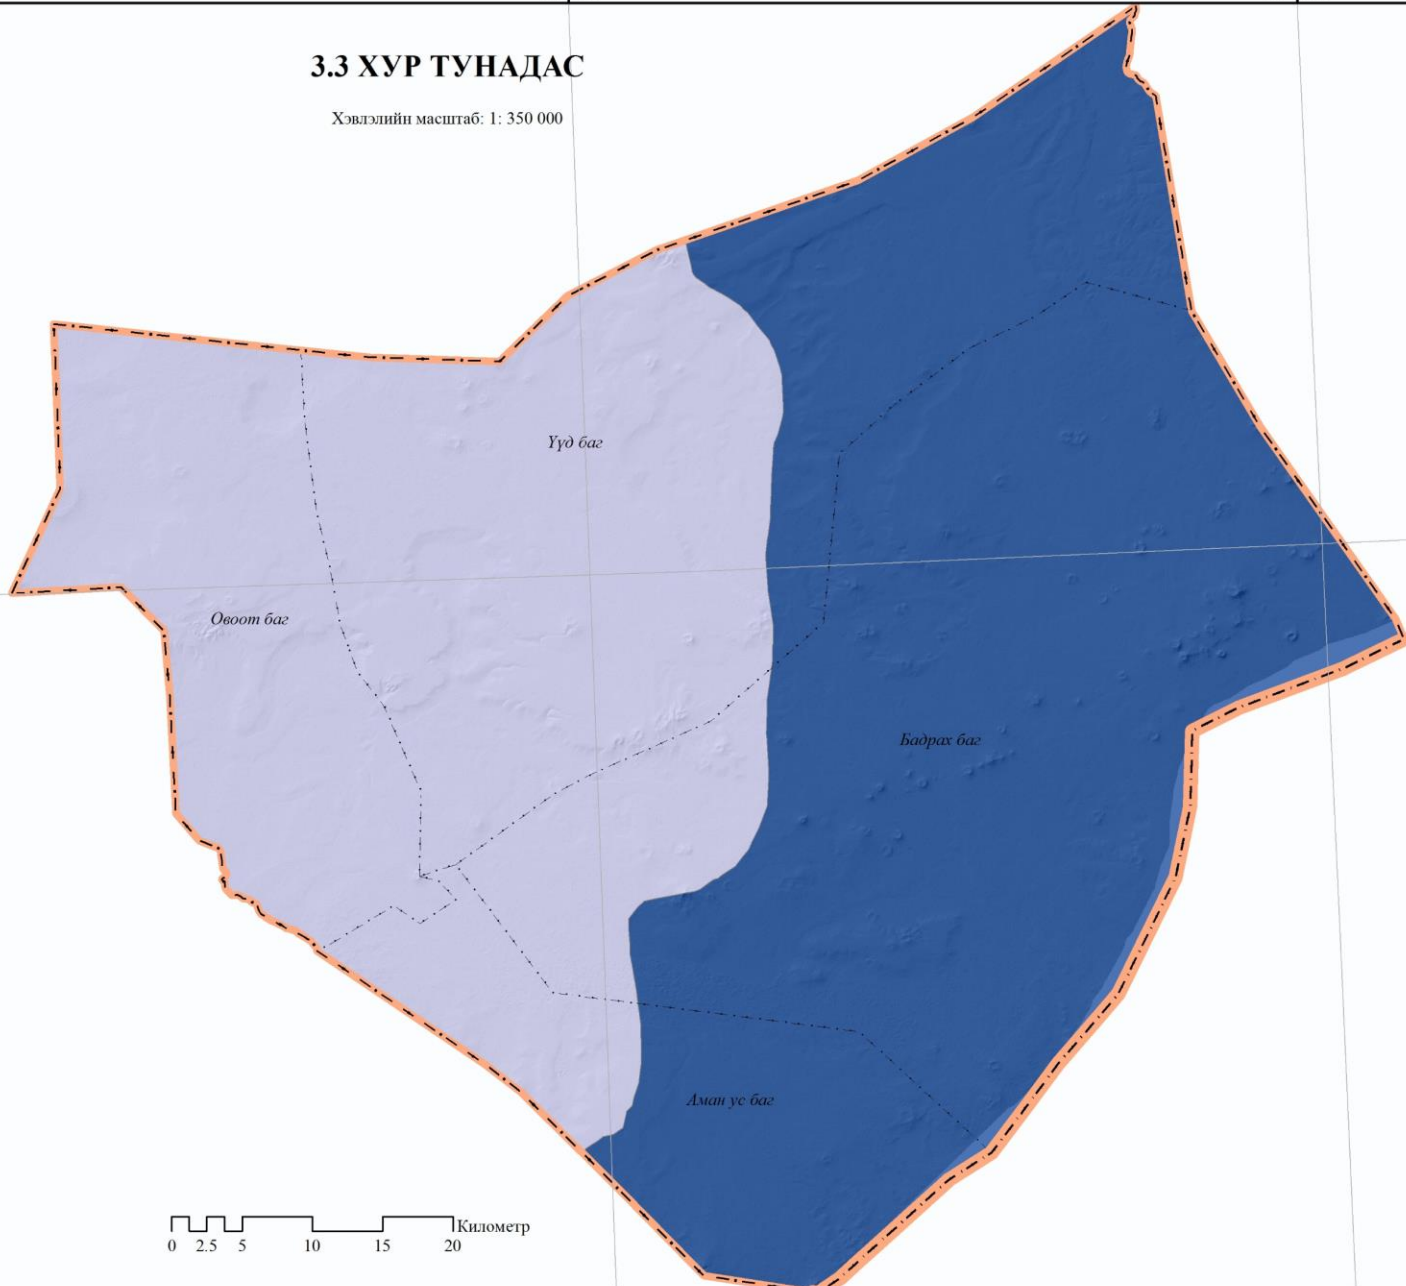 3.3 ХУР ТУНАДАС
Хэвлэлийн масштаб: 1: 350 000
Үүд баг
Овоот баг
Бадрах баг
Аман ус баг
Километр
0 2.5 5 10 15 20